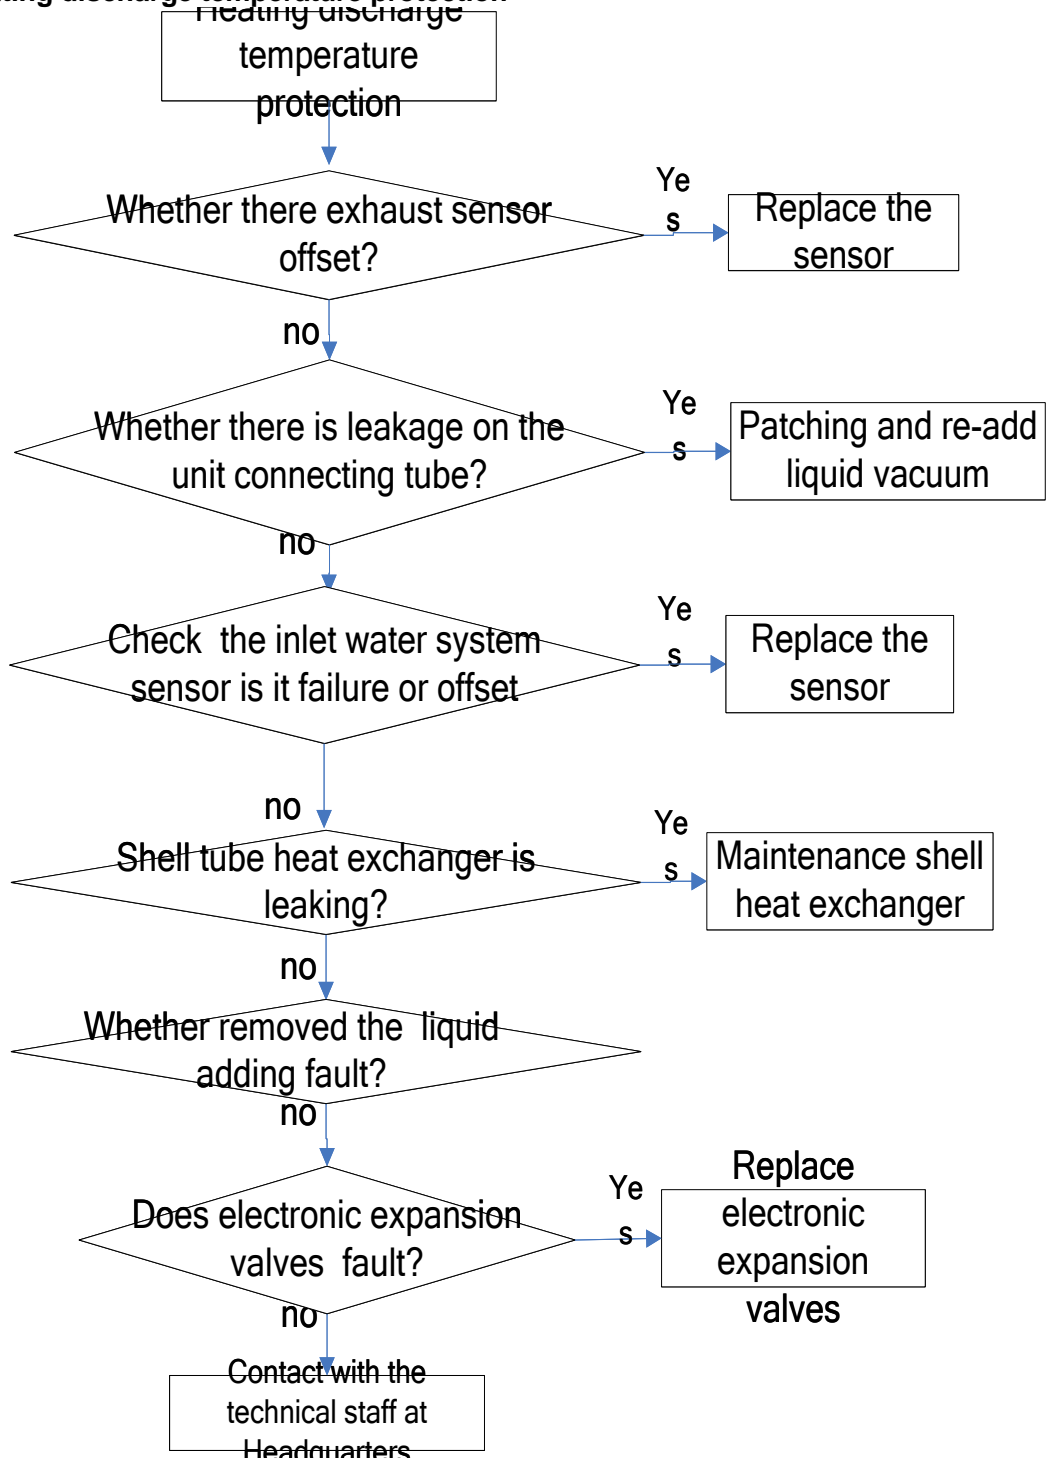 discharge temperature protection
Heating discharge
temperature
protection
Whether there exhaust sensor
offset?
Ye
s
Replace the
sensor
no
Whether there is leakage on the
unit connecting tube?
Ye
s
Patching and re-add
liquid vacuum
no
Check the inlet water system
sensor is it failure or offset
Ye
s
Replace the
sensor
no
Shell tube heat exchanger is
leaking?
Ye
s
Maintenance shell
heat exchanger
no
Whether removed the liquid
adding fault?
no
Does electronic expansion
valves fault?
Ye
s
Replace
electronic
expansion
valves
no
Contact with the
technical staff at
Headquarters